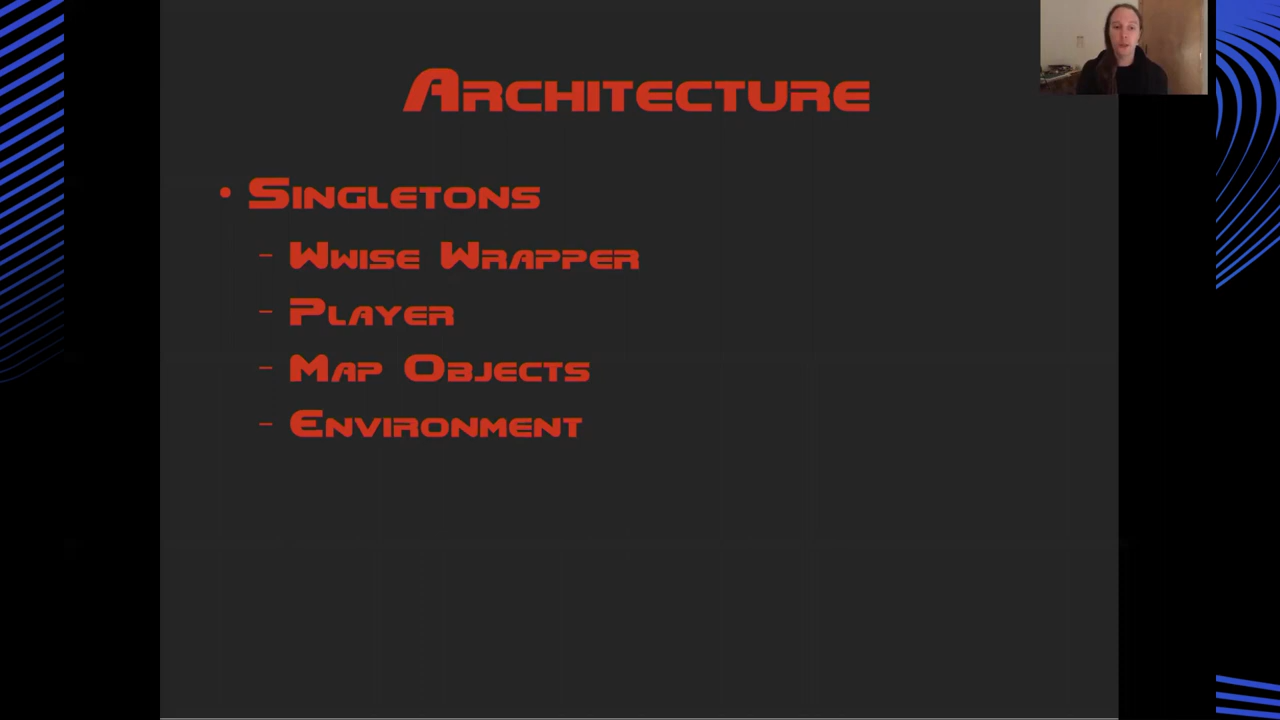 Architecture
• Singletons
– Wwise Wrapper
– Player
– Map Objects
– Environment